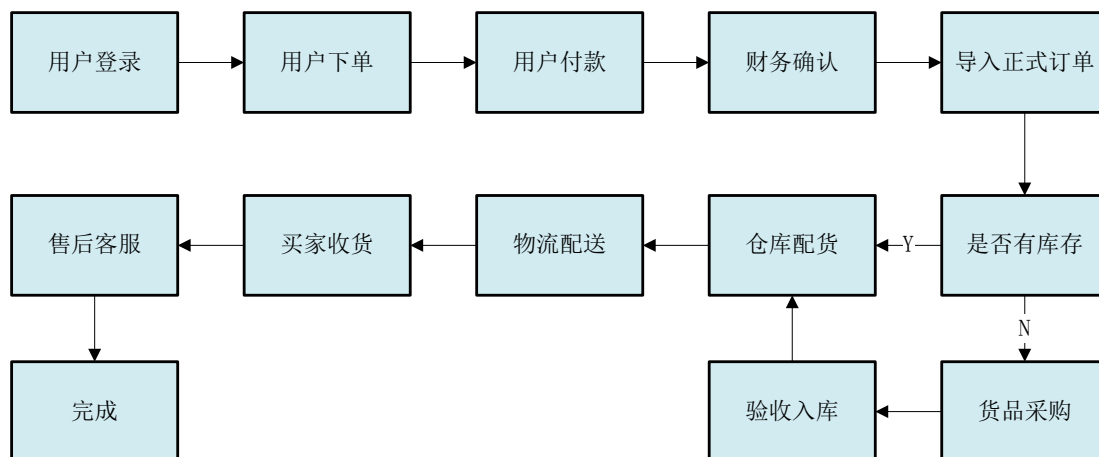 用户登录
用户下单
用户付款
财务确认
导入正式订单
售后客服
买家收货
物流配送
仓库配货
Y
是否有库存
N
完成
验收入库
货品采购